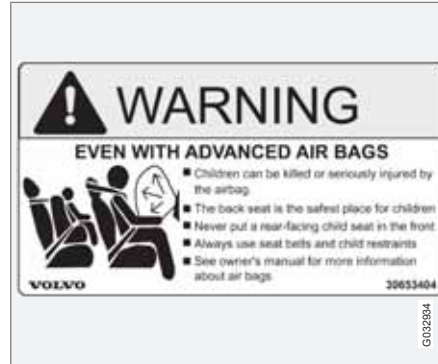 WARNING
EVEN WITH ADVANCED AIR BAGS
■ Children can be killed or seriously injured by
the airbag
■ The back seat is the safest place for children
■ Never put a rear-facing child seat in the front
■ Always use seat belts and child restraints
■ See owner's manual for more information
about air bags
VOLVO 30653404
G032934